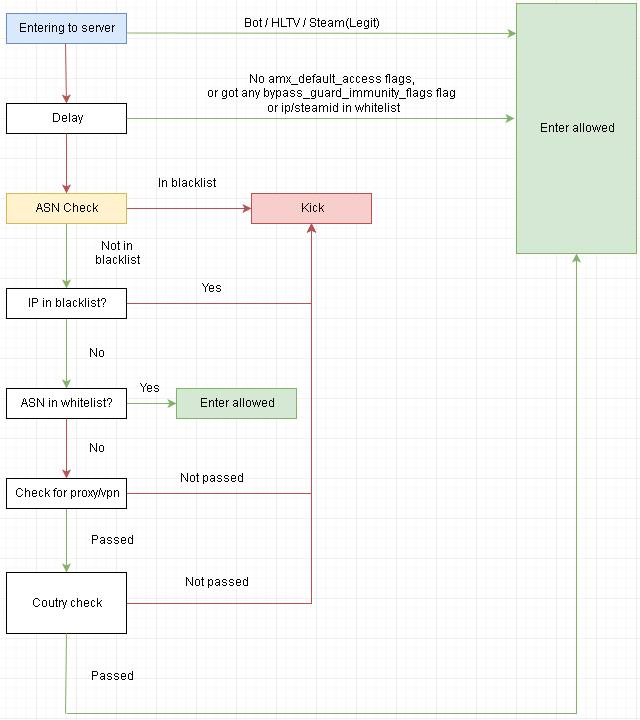 Bot / HLTV / Steam(Legit)
Entering to server
No amx_default_access flags,
or got any bypass_guard_immunity_flags flag
or ip/steamid in whitelist
Delay
Enter allowed
In blacklist
ASN Check
Kick
Not in
blacklist
Yes
IP in blacklist?
No
Yes
ASN in whitelist?
Enter allowed
No
Not passed
Check for proxy/vpn
Passed
Not passed
Coutry check
Passed